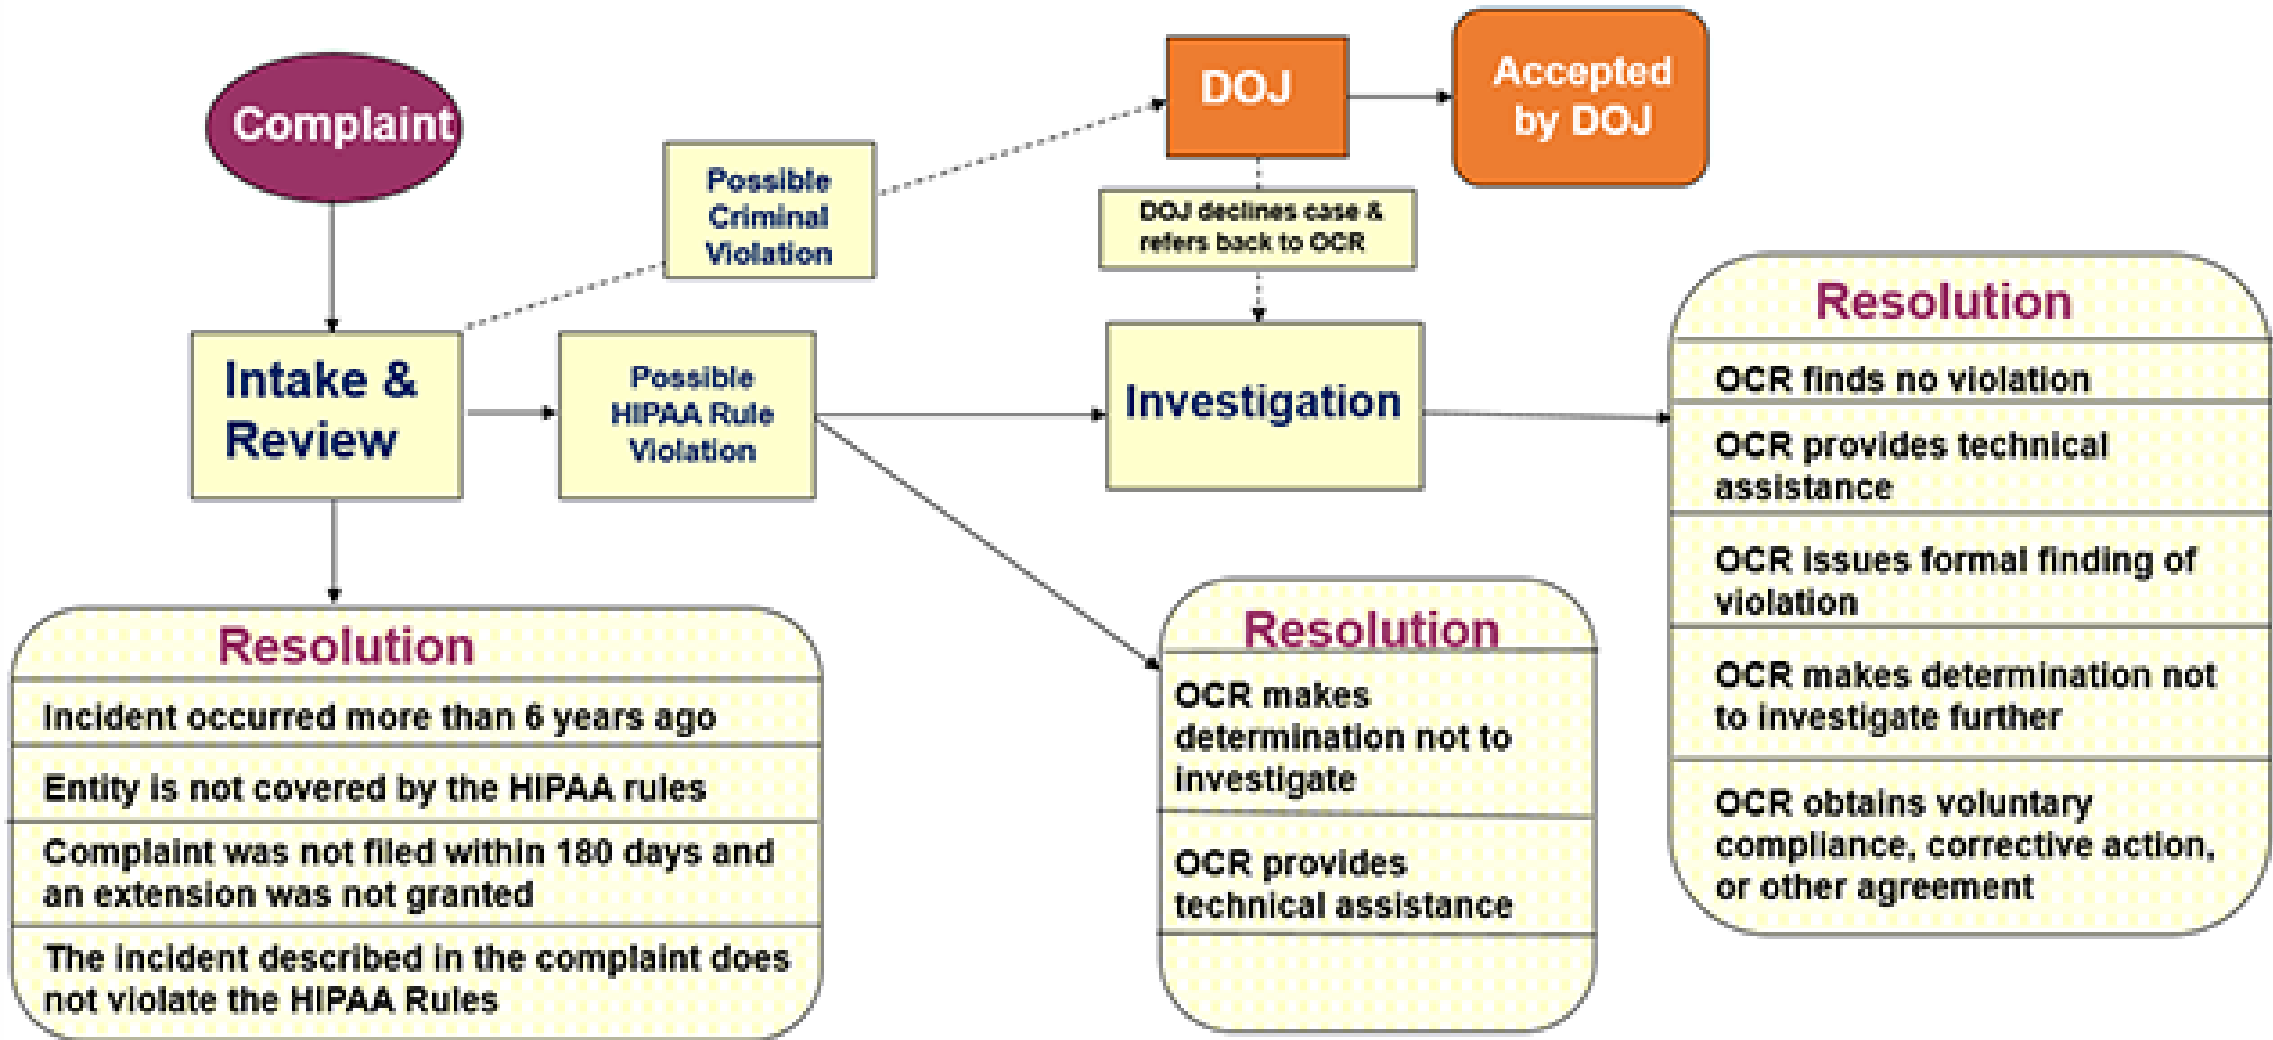 Complaint
Possible
Criminal
Violation
DOJ
Accepted
by DOJ
DOJ declines case &
refers back to OCR
Intake &
Review
Possible
HIPAA Rule
Violation
Investigation
Resolution
Incident occurred more than 6 years ago
Entity is not covered by the HIPAA rules
Complaint was not filed within 180 days and
an extension was not granted
The incident described in the complaint does
not violate the HIPAA Rules
Resolution
OCR makes
determination not to
investigate
OCR provides
technical assistance
Resolution
OCR finds no violation
OCR provides technical
assistance
OCR issues formal finding of
violation
OCR makes determination not
to investigate further
OCR obtains voluntary
compliance, corrective action,
or other agreement